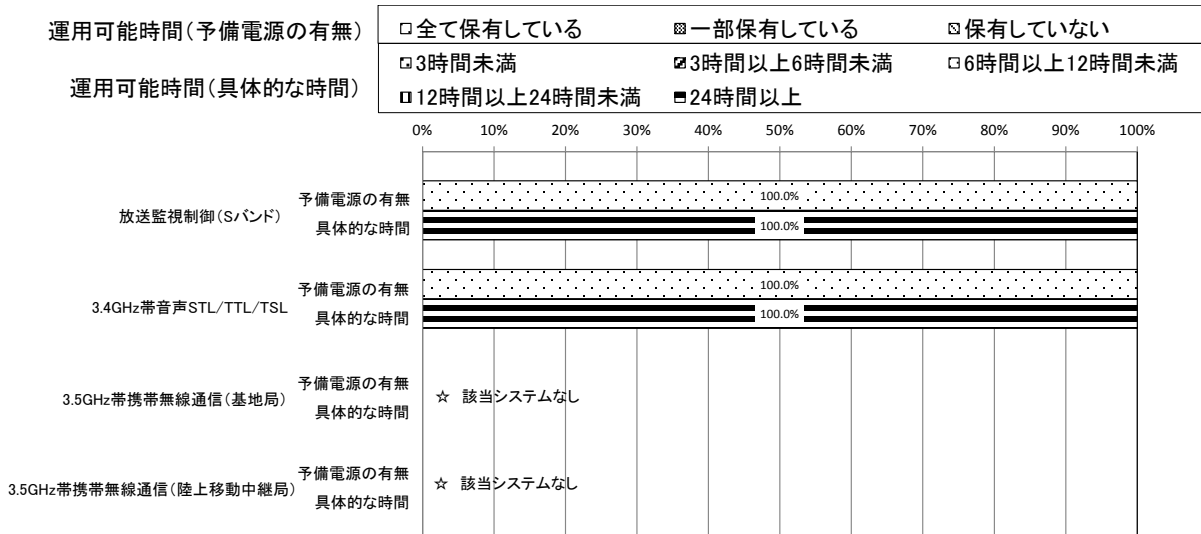 運用可能時間(予備電源の有無) 全て保有している 一部保有している 保有していない
3時間未満 3時間以上6時間未満 6時間以上12時間未満
運用可能時間(具体的な時間)
12時間以上24時間未満 24時間以上
0% 10% 20% 30% 40% 50% 60% 70% 80% 90% 100%
予備電源の有無 100.0%
放送監視制御(Sバンド)
具体的な時間 100.0%
予備電源の有無 100.0%
3.4GHz帯音声STL/TTL/TSL
具体的な時間 100.0%
予備電源の有無
3.5GHz帯携帯無線通信(基地局) ☆ 該当システムなし
具体的な時間
予備電源の有無
3.5GHz帯携帯無線通信(陸上移動中継局) ☆ 該当システムなし
具体的な時間